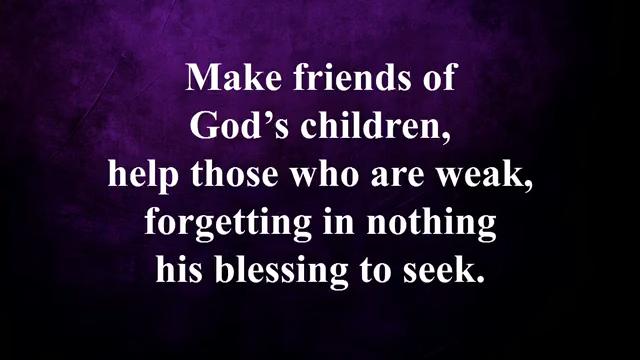 Make friends of
God’s children,
help those who are weak,
forgetting in nothing
his blessing to seek.